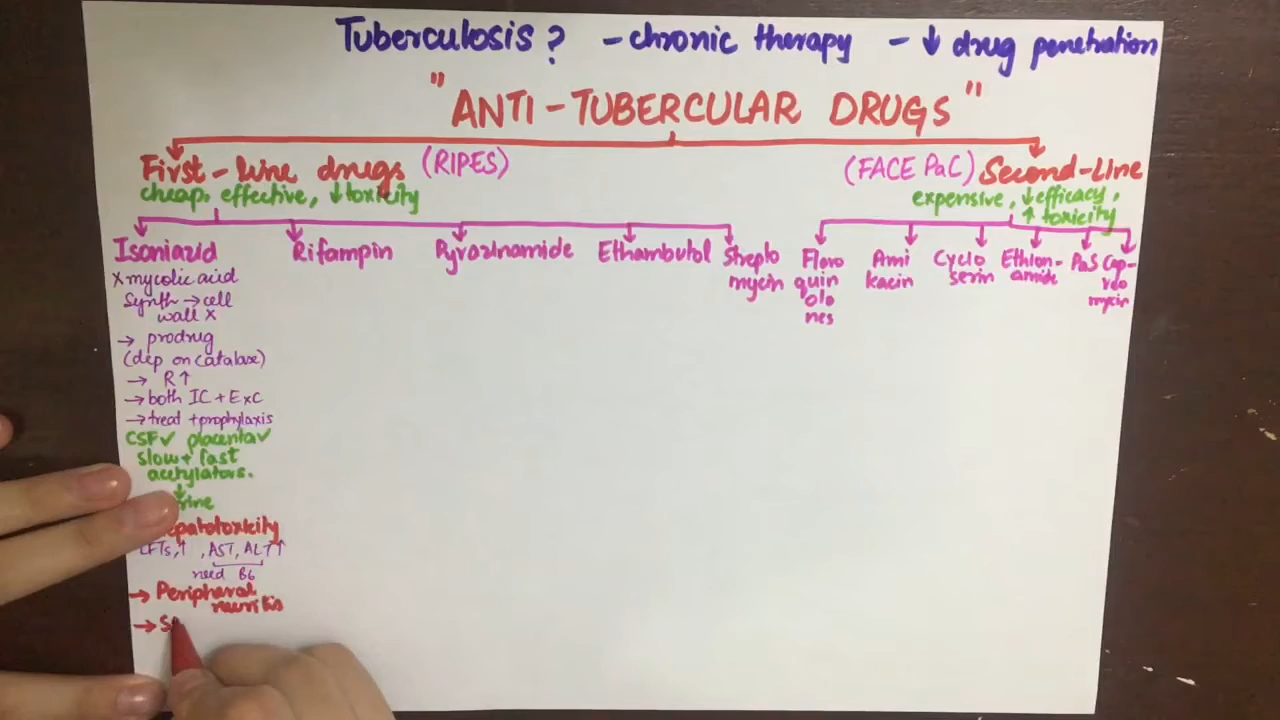 Tuberculosis? - chronic therapy - ↓ drug penetration
"ANTI-TUBERCULAR DRUGS"
First-line drugs (RIPES)
cheap, effective, ↓toxicity
(FACE PaC) Second-Line
expensive, ↓efficacy,
↑ toxicity
Isoniazid
x mycolic acid
synth → cell
wall x
→ prodrug
(dep on catalase)
→ R↑
→ both IC + ExC
→ treat + prophylaxis
CSF✓ placenta✓
slow + fast
acetylators.
↓
LFTs,↑, AST, ALT↑
need B6
→ Peripheral
neuritis
→ S
Rifampin
Pyrazinamide
Ethambutol
Strepto
mycin
Floro
quin
olo
nes
Ami
kacin
Cyclo
serin
Ethion-
amide
PaS
Cap-
reo
mycin